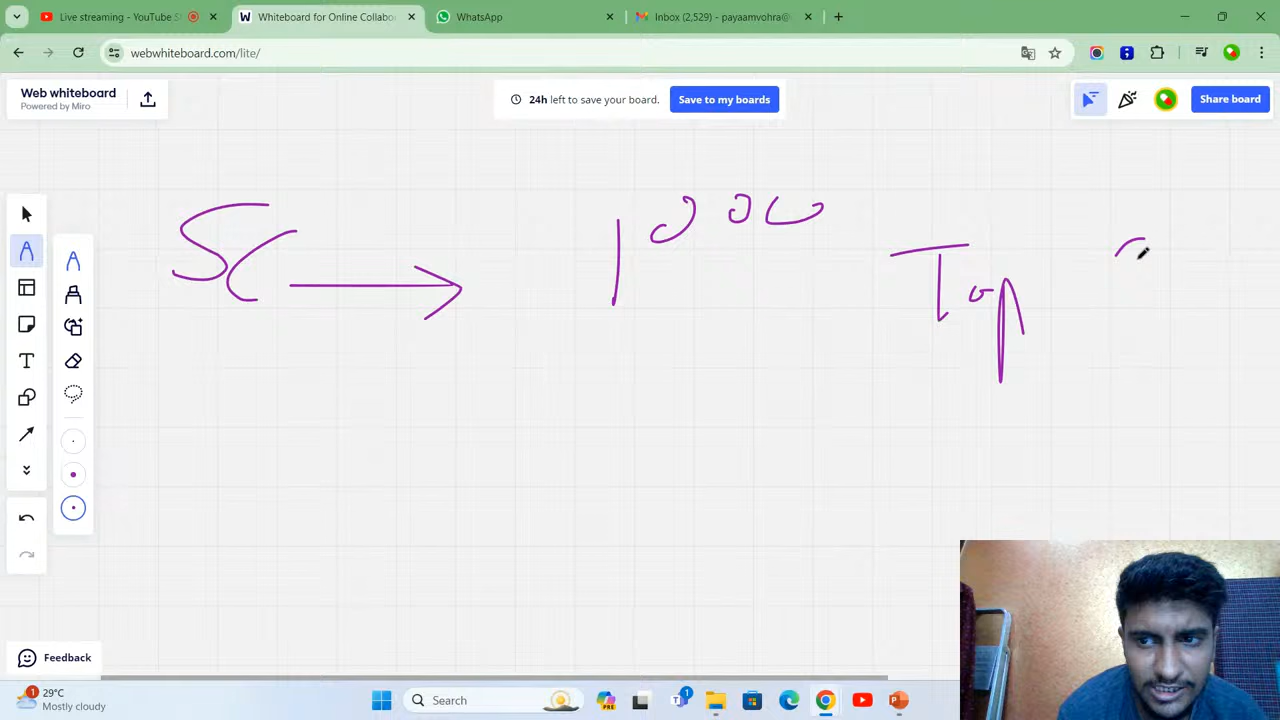 Live streaming - YouTube S
Whiteboard for Online Collabo
WhatsApp
Inbox (2,529) - payaamvohra@
webwhiteboard.com/lite/
Web whiteboard
Powered by Miro
24h left to save your board.
Save to my boards
Share board
SC → 1000 Top
T
Feedback
1
29°C
Mostly cloudy
Search
1